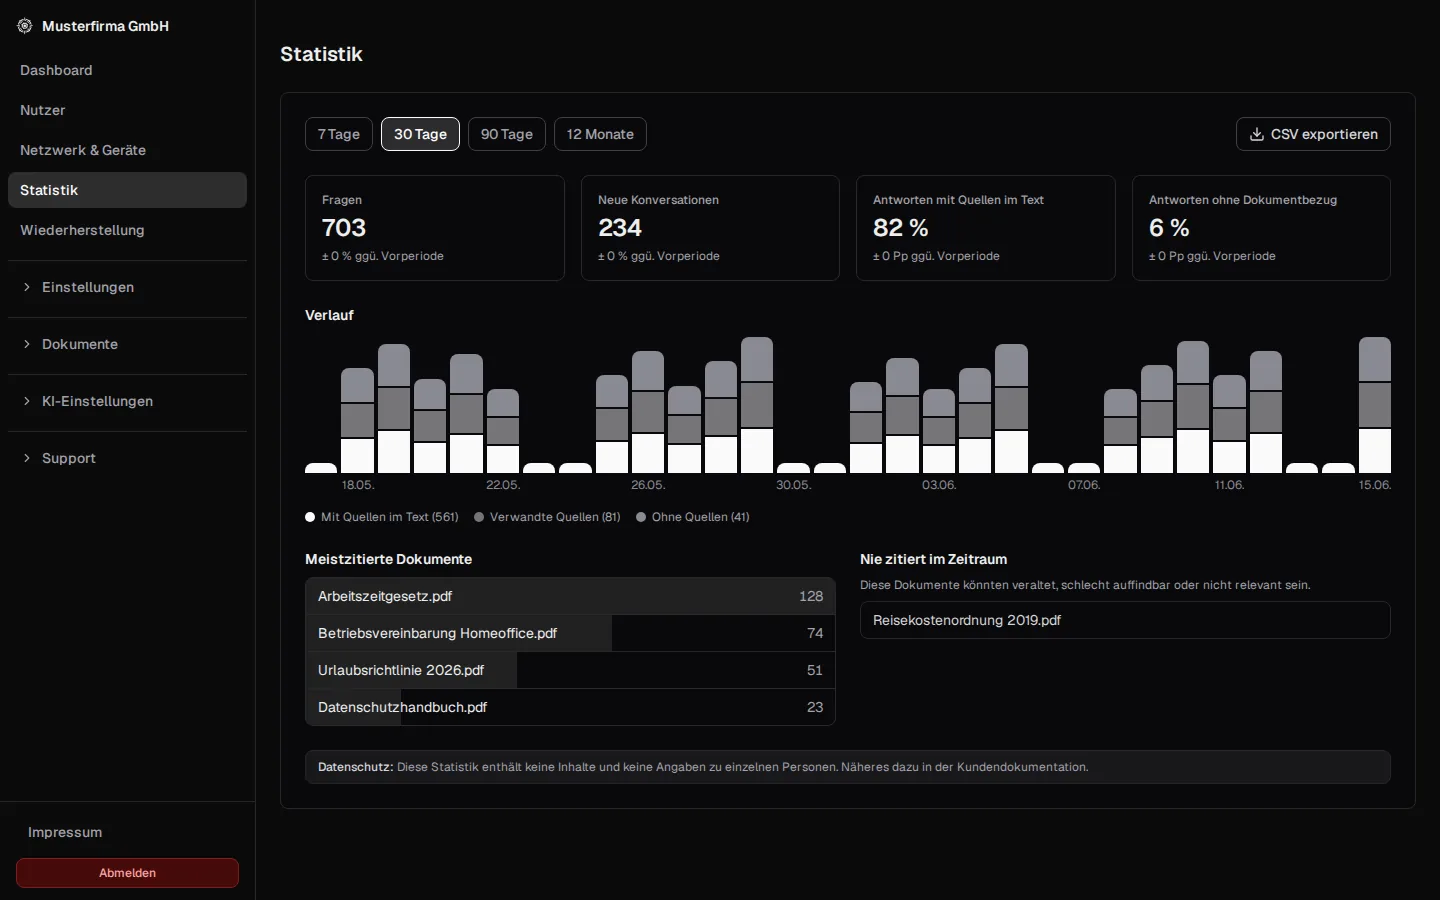 Musterfirma GmbH
Dashboard
Nutzer
Netzwerk & Geräte
Statistik
Wiederherstellung
Einstellungen
Dokumente
KI-Einstellungen
Support
Impressum
Abmelden
Statistik
7 Tage
30 Tage
90 Tage
12 Monate
CSV exportieren
Fragen
703
± 0 % ggü. Vorperiode
Neue Konversationen
234
± 0 % ggü. Vorperiode
Antworten mit Quellen im Text
82 %
± 0 Pp ggü. Vorperiode
Antworten ohne Dokumentbezug
6 %
± 0 Pp ggü. Vorperiode
Verlauf
18.05. 22.05. 26.05. 30.05. 03.06. 07.06. 11.06. 15.06.
Mit Quellen im Text (561) Verwandte Quellen (81) Ohne Quellen (41)
Meistzitierte Dokumente
Arbeitszeitgesetz.pdf 128
Betriebsvereinbarung Homeoffice.pdf 74
Urlaubsrichtlinie 2026.pdf 51
Datenschutzhandbuch.pdf 23
Nie zitiert im Zeitraum
Diese Dokumente könnten veraltet, schlecht auffindbar oder nicht relevant sein.
Reisekostenordnung 2019.pdf
Datenschutz: Diese Statistik enthält keine Inhalte und keine Angaben zu einzelnen Personen. Näheres dazu in der Kundendokumentation.